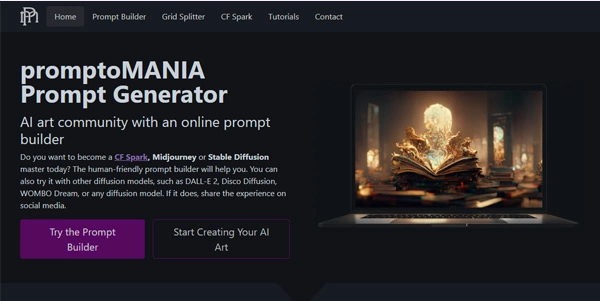 Home Prompt Builder Grid Splitter CF Spark Tutorials Contact
promptoMANIA
Prompt Generator
AI art community with an online prompt
builder
Do you want to become a CF Spark, Midjourney or Stable Diffusion
master today? The human-friendly prompt builder will help you. You can
also try it with other diffusion models, such as DALL-E 2, Disco Diffusion,
WOMBO Dream, or any diffusion model. If it does, share the experience on
social media.
Try the Prompt
Builder
Start Creating Your AI
Art